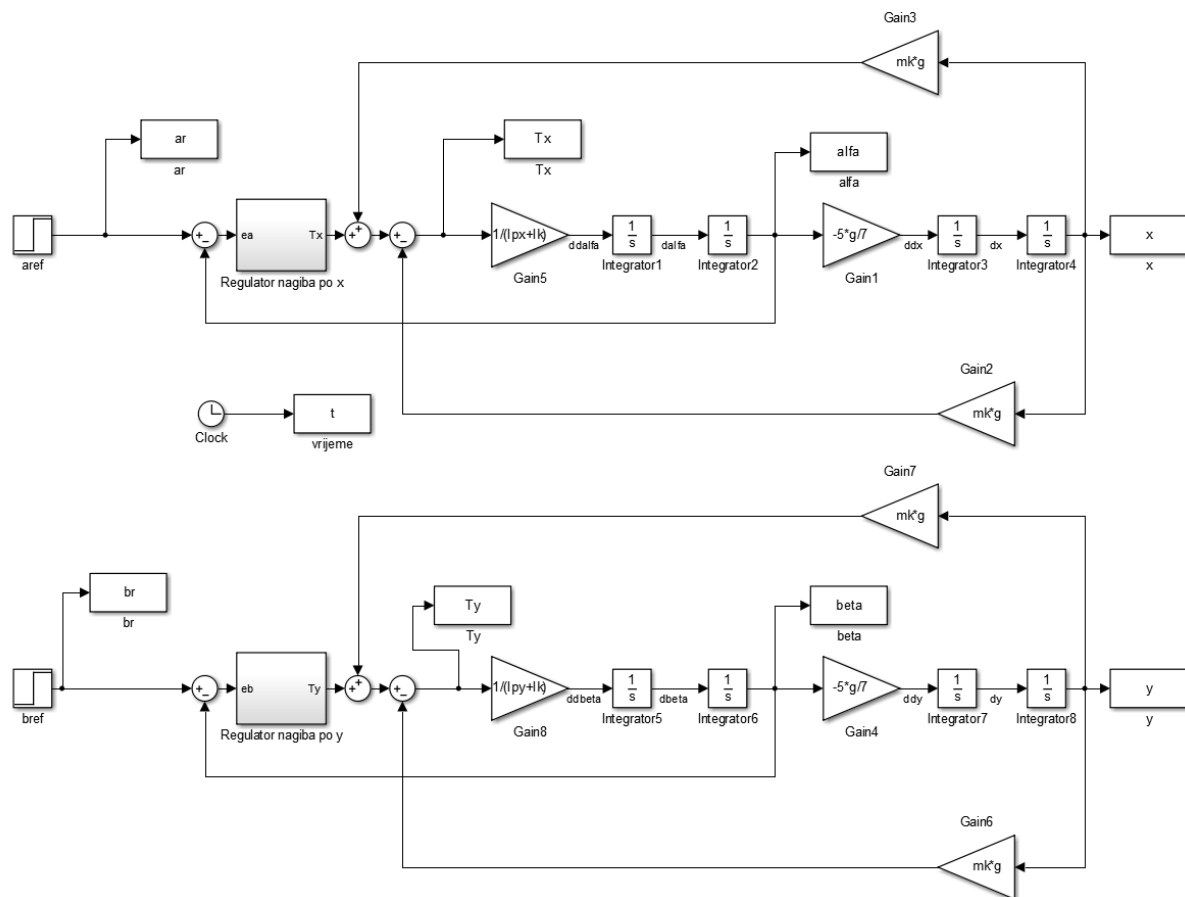 Gain3
mk*g
ar
ar
Tx
Tx
alfa
alfa
aref
+
−
ea
Tx
Regulator nagiba po x
+
+
+
−
1/(Ipx+Ik)
Gain5
ddalfa
1
s
Integrator1
dalfa
1
s
Integrator2
-5*g/7
Gain1
ddx
1
s
Integrator3
dx
1
s
Integrator4
x
x
Gain2
mk*g
Clock
t
vrijeme
Gain7
mk*g
br
br
Ty
Ty
beta
beta
bref
+
−
eb
Ty
Regulator nagiba po y
+
+
+
−
1/(Ipy+Ik)
Gain8
ddbeta
1
s
Integrator5
dbeta
1
s
Integrator6
-5*g/7
Gain4
ddy
1
s
Integrator7
dy
1
s
Integrator8
y
y
Gain6
mk*g